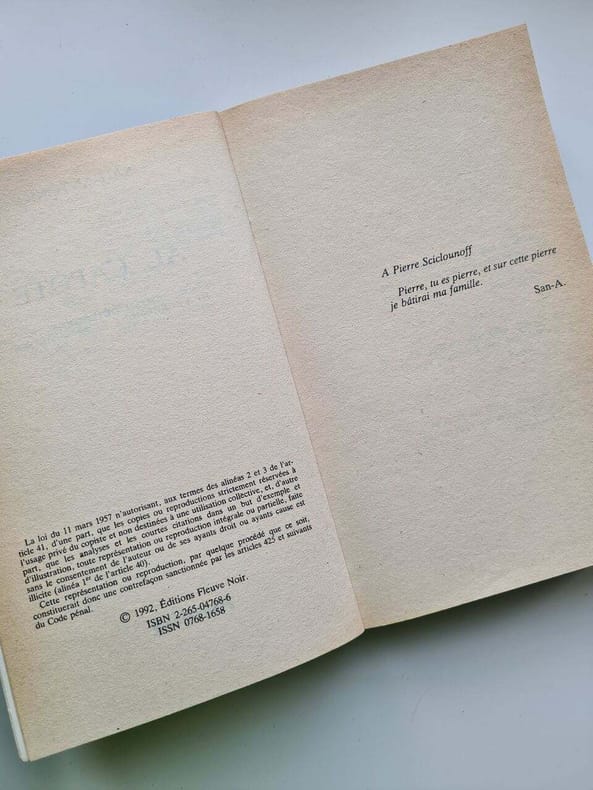 La loi du 11 mars 1957 n'autorisant, aux termes des alinéas 2 et 3 de l'ar-
ticle 41, d'une part, que les copies ou reproductions strictement réservées à
l'usage privé du copiste et non destinées à une utilisation collective, et, d'autre
part, que les analyses et les courtes citations dans un but d'exemple et
d'illustration, toute représentation ou reproduction intégrale ou partielle, faite
sans le consentement de l'auteur ou de ses ayants droit ou ayants cause est
illicite (alinéa 1er de l'article 40).
Cette représentation ou reproduction, par quelque procédé que ce soit,
constituerait donc une contrefaçon sanctionnée par les articles 425 et suivants
du Code pénal.
© 1992, Éditions Fleuve Noir.
ISBN 2-265-04768-6
ISSN 0768-1658
A Pierre Sciclounoff
Pierre, tu es pierre, et sur cette pierre
je bâtirai ma famille.
San-A.